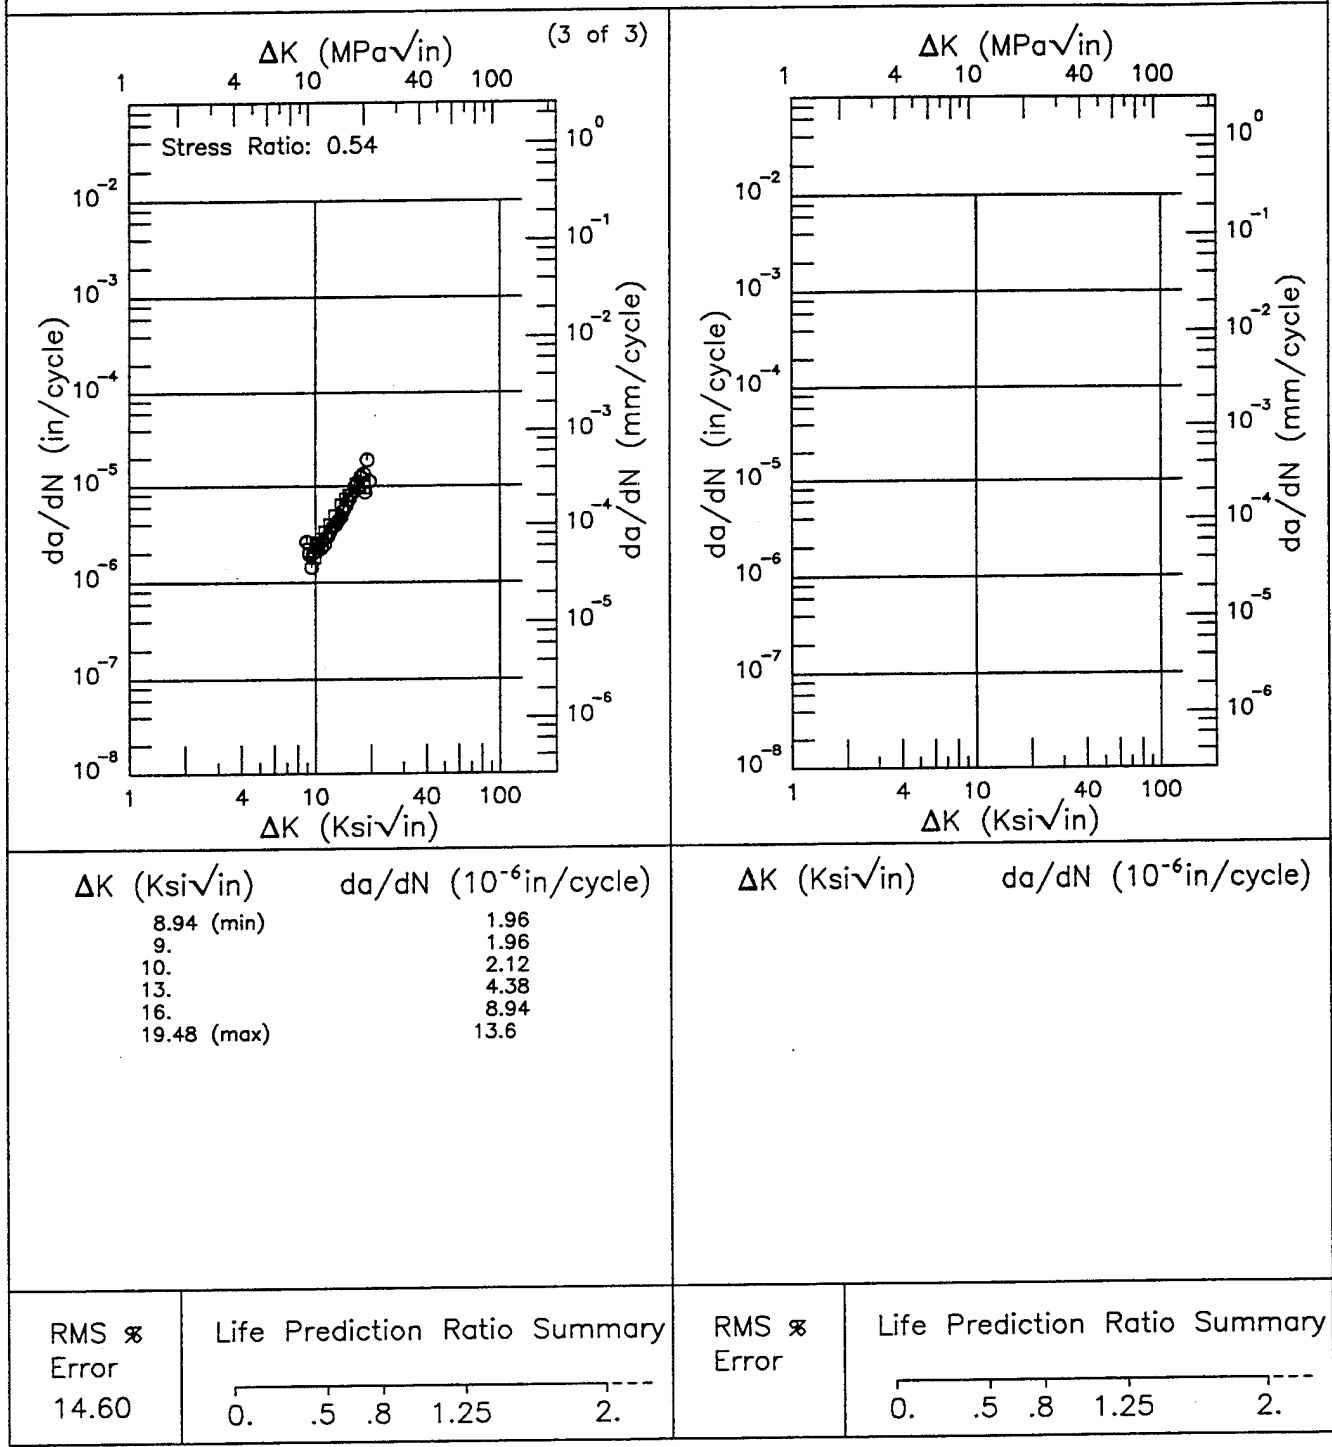 (3 of 3)
ΔK (MPa√in)
1 4 10 40 100
Stress Ratio: 0.54
10⁰
10⁻²
10⁻¹
10⁻³
10⁻²
10⁻⁴
10⁻³
10⁻⁵
10⁻⁴
10⁻⁶
10⁻⁵
10⁻⁷
10⁻⁶
10⁻⁸
da/dN (in/cycle)
da/dN (mm/cycle)
1 4 10 40 100
ΔK (Ksi√in)
ΔK (MPa√in)
1 4 10 40 100
10⁰
10⁻²
10⁻¹
10⁻³
10⁻²
10⁻⁴
10⁻³
10⁻⁵
10⁻⁴
10⁻⁶
10⁻⁵
10⁻⁷
10⁻⁶
10⁻⁸
da/dN (in/cycle)
da/dN (mm/cycle)
1 4 10 40 100
ΔK (Ksi√in)
ΔK (Ksi√in) da/dN (10⁻⁶in/cycle)
8.94 (min) 1.96
9. 1.96
10. 2.12
13. 4.38
16. 8.94
19.48 (max) 13.6
ΔK (Ksi√in) da/dN (10⁻⁶in/cycle)
RMS %
Error
14.60
Life Prediction Ratio Summary
0. .5 .8 1.25 2.
RMS %
Error
Life Prediction Ratio Summary
0. .5 .8 1.25 2.